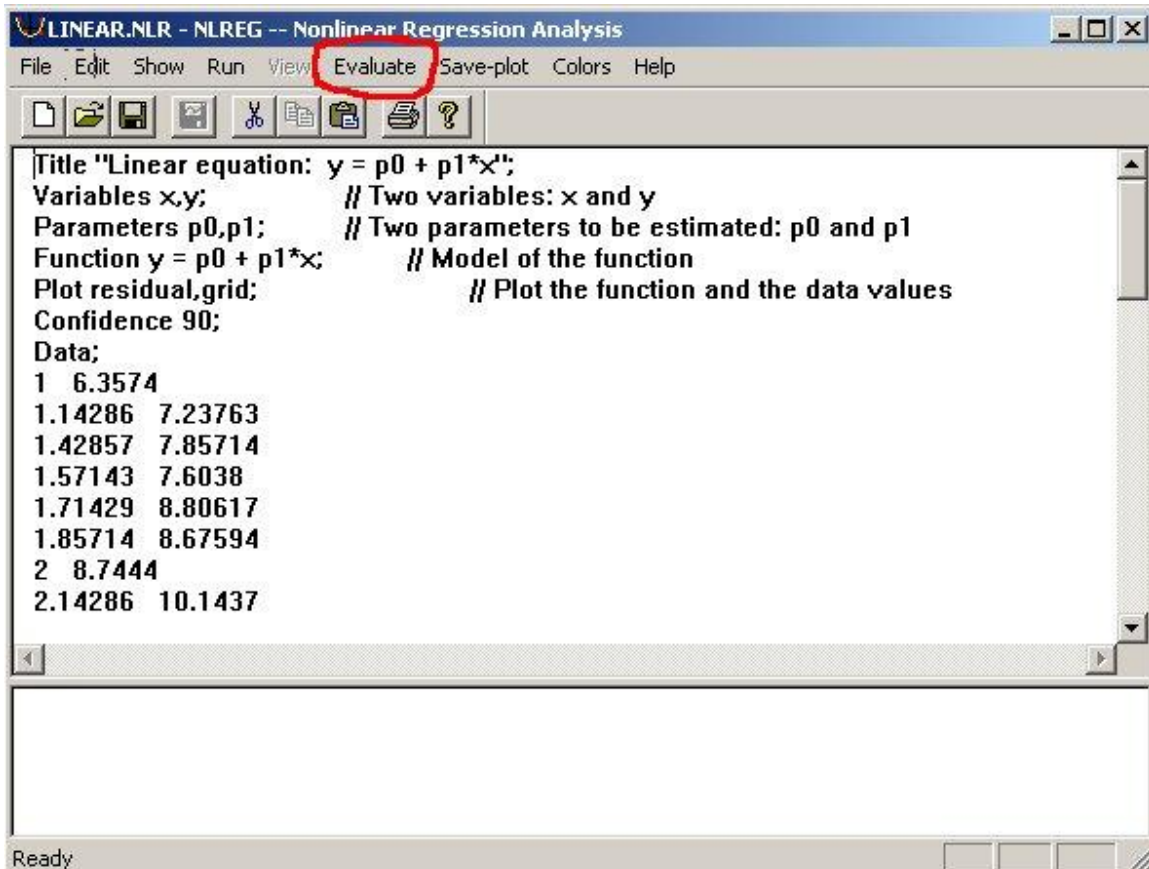 LINEAR.NLR - NLREG -- Nonlinear Regression Analysis
File Edit Show Run View Evaluate Save-plot Colors Help
Title "Linear equation: y = p0 + p1*x";
Variables x,y; // Two variables: x and y
Parameters p0,p1; // Two parameters to be estimated: p0 and p1
Function y = p0 + p1*x; // Model of the function
Plot residual,grid; // Plot the function and the data values
Confidence 90;
Data;
1 6.3574
1.14286 7.23763
1.42857 7.85714
1.57143 7.6038
1.71429 8.80617
1.85714 8.67594
2 8.7444
2.14286 10.1437
Ready